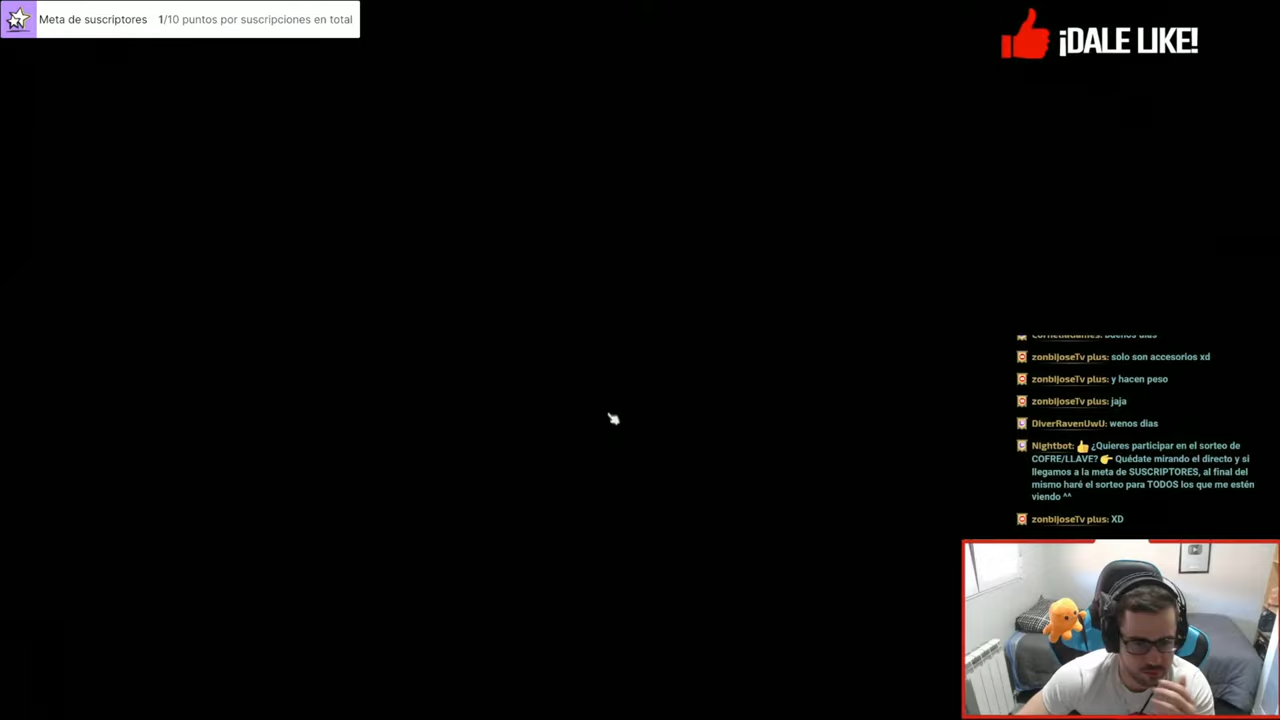 Meta de suscriptores 1/10 puntos por suscripciones en total
¡DALE LIKE!
zonbijoseTv plus: solo son accesorios xd
zonbijoseTv plus: y hacen peso
zonbijoseTv plus: jaja
DiverRavenUwU: wenos dias
Nightbot: 👍 ¿Quieres participar en el sorteo de
COFRE/LLAVE? 👉 Quédate mirando el directo y si
llegamos a la meta de SUSCRIPTORES, al final del
mismo haré el sorteo para TODOS los que me estén
viendo ^^
zonbijoseTv plus: XD